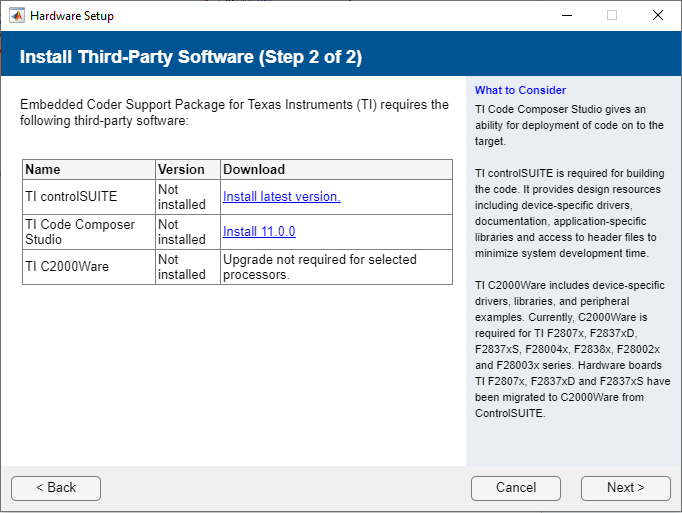 Hardware Setup
Install Third-Party Software (Step 2 of 2)
Embedded Coder Support Package for Texas Instruments (TI) requires the
following third-party software:
Name Version Download
TI controlSUITE Not installed Install latest version.
TI Code Composer Studio Not installed Install 11.0.0
TI C2000Ware Not installed Upgrade not required for selected processors.
What to Consider
TI Code Composer Studio gives an
ability for deployment of code on to the
target.
TI controlSUITE is required for building
the code. It provides design resources
including device-specific drivers,
documentation, application-specific
libraries and access to header files to
minimize system development time.
TI C2000Ware includes device-specific
drivers, libraries, and peripheral
examples. Currently, C2000Ware is
required for TI F2807x, F2837xD,
F2837xS, F28004x, F2838x, F28002x
and F28003x series. Hardware boards
TI F2807x, F2837xD and F2837xS have
been migrated to C2000Ware from
ControlSUITE.
< Back Cancel Next >